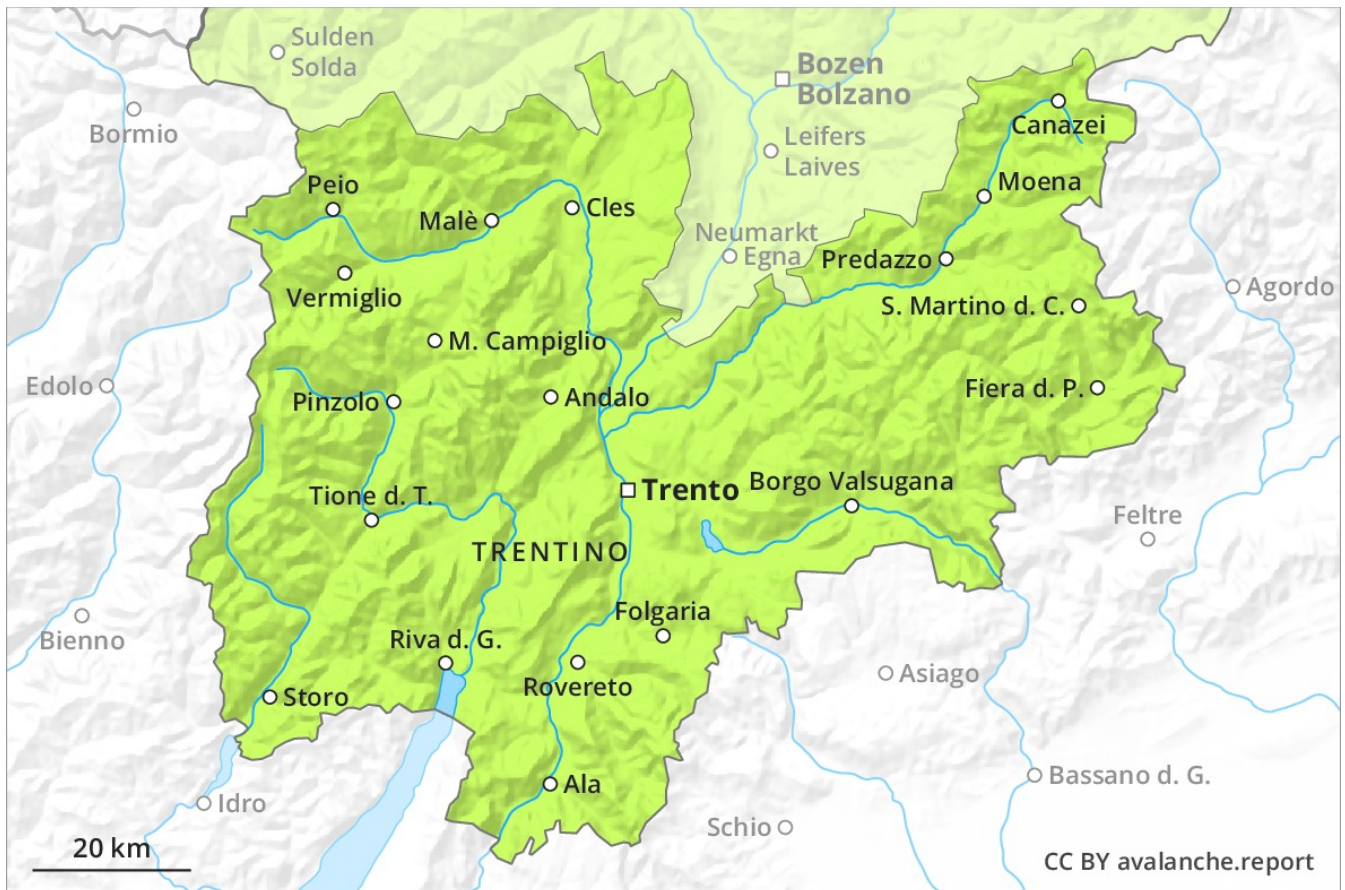 Sulden
Solda
Bozen
Bolzano
Bormio
Canazei
Leifers
Laives
Peio
Moena
Malè
Cles
Neumarkt
Egna
Predazzo
Vermiglio
Agordo
S. Martino d. C.
M. Campiglio
Edolo
Pinzolo
Andalo
Fiera d. P.
Trento
Borgo Valsugana
Tione d. T.
Feltre
TRENTINO
Folgaria
Bienno
Riva d. G.
Asiago
Rovereto
Storo
Bassano d. G.
Ala
Idro
Schio
20 km
CC BY avalanche.report